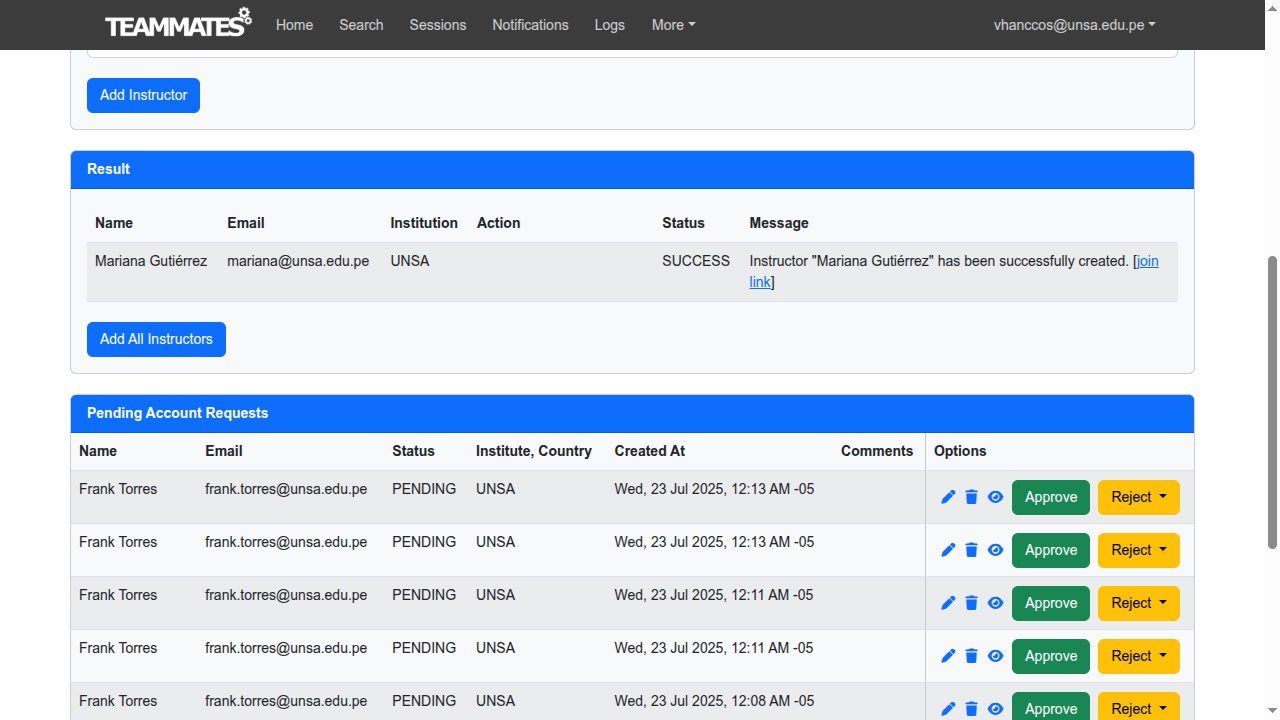 TEAMMATES Home Search Sessions Notifications Logs More vhanccos@unsa.edu.pe
Add Instructor
Result
Name Email Institution Action Status Message
Mariana Gutiérrez mariana@unsa.edu.pe UNSA SUCCESS Instructor "Mariana Gutiérrez" has been successfully created. [join
link]
Add All Instructors
Pending Account Requests
Name Email Status Institute, Country Created At Comments Options
Frank Torres frank.torres@unsa.edu.pe PENDING UNSA Wed, 23 Jul 2025, 12:13 AM -05 Approve Reject
Frank Torres frank.torres@unsa.edu.pe PENDING UNSA Wed, 23 Jul 2025, 12:13 AM -05 Approve Reject
Frank Torres frank.torres@unsa.edu.pe PENDING UNSA Wed, 23 Jul 2025, 12:11 AM -05 Approve Reject
Frank Torres frank.torres@unsa.edu.pe PENDING UNSA Wed, 23 Jul 2025, 12:11 AM -05 Approve Reject
Frank Torres frank.torres@unsa.edu.pe PENDING UNSA Wed, 23 Jul 2025, 12:08 AM -05 Approve Reject